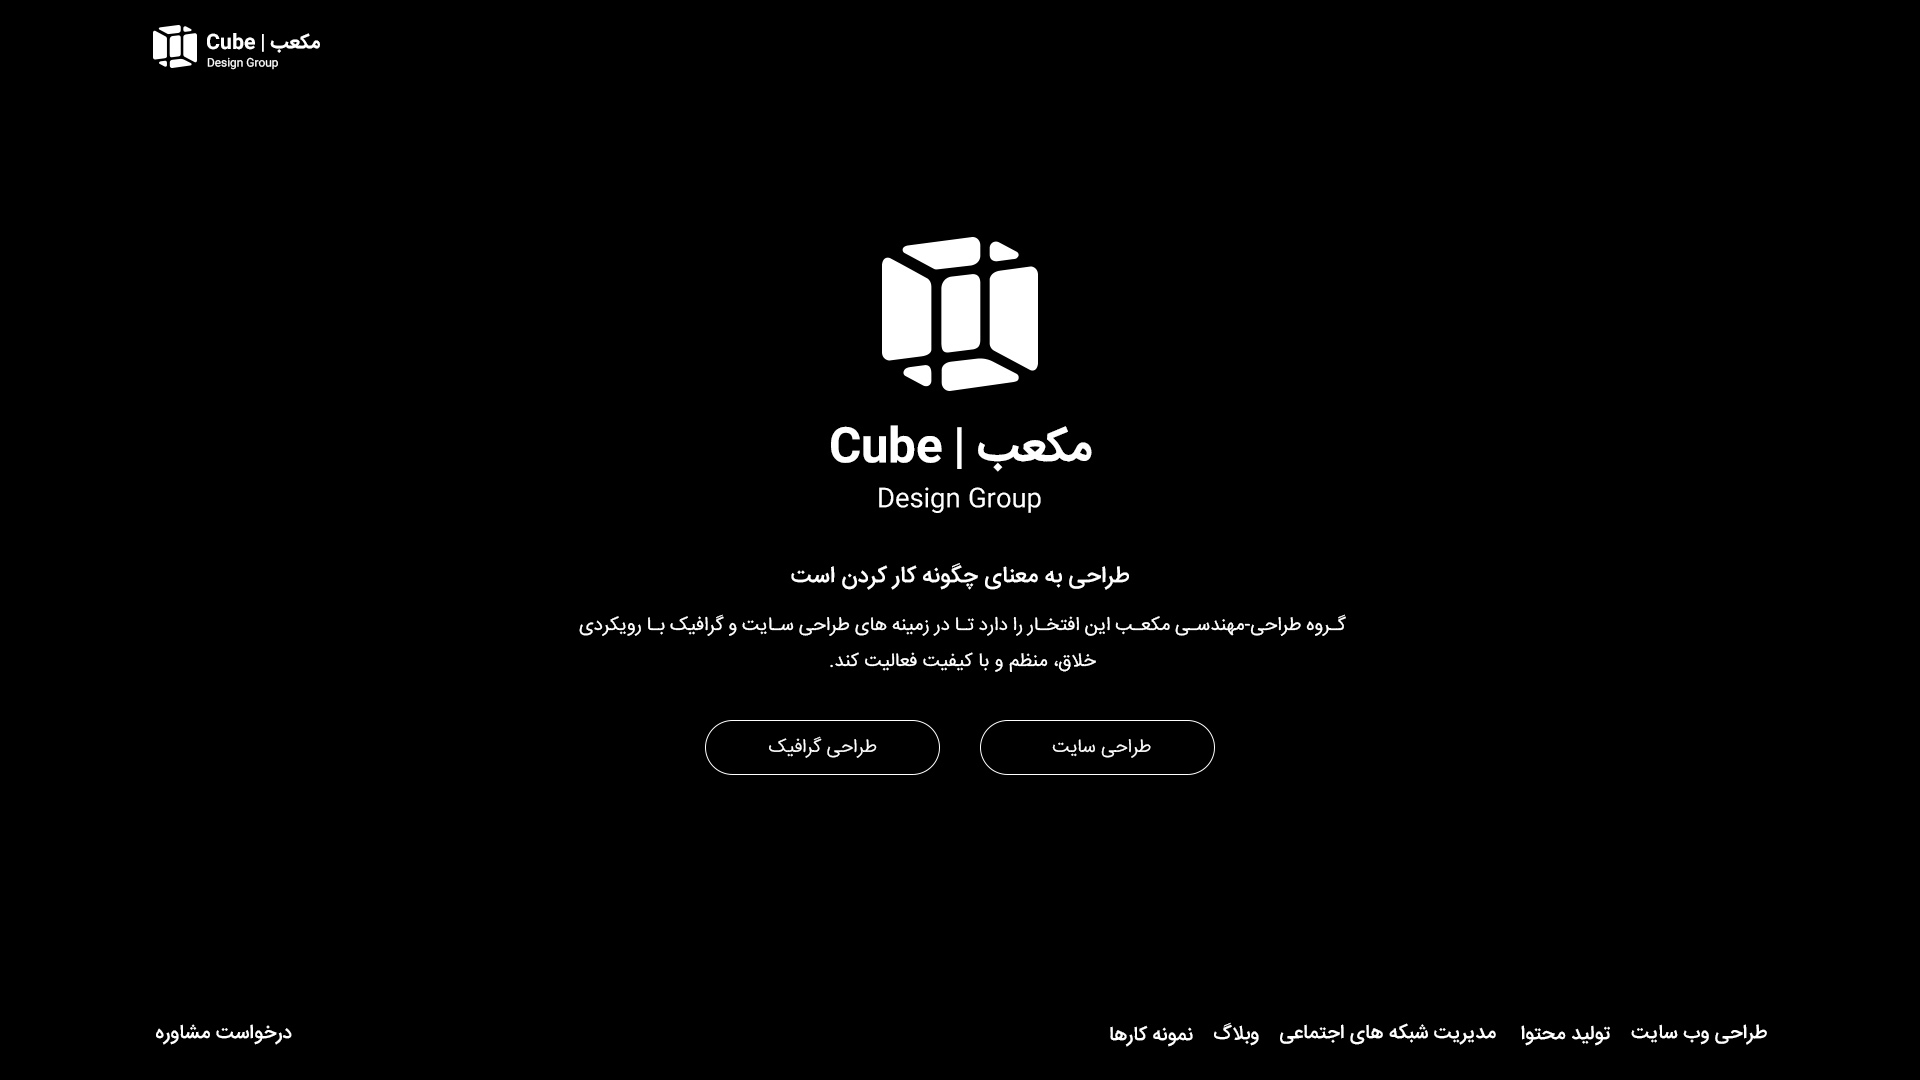 Cube | مکعب
Design Group
Cube | مکعب
Design Group
طراحی به معنای چگونه کار کردن است
گـروه طراحی-مهندسـی مکعـب این افتخـار را دارد تـا در زمینه های طراحی سـایت و گرافیک بـا رویکردی
خلاق، منظم و با کیفیت فعالیت کند.
طراحی سایت
طراحی گرافیک
طراحی وب سایت
تولید محتوا
مدیریت شبکه های اجتماعی
وبلاگ
نمونه کارها
درخواست مشاوره